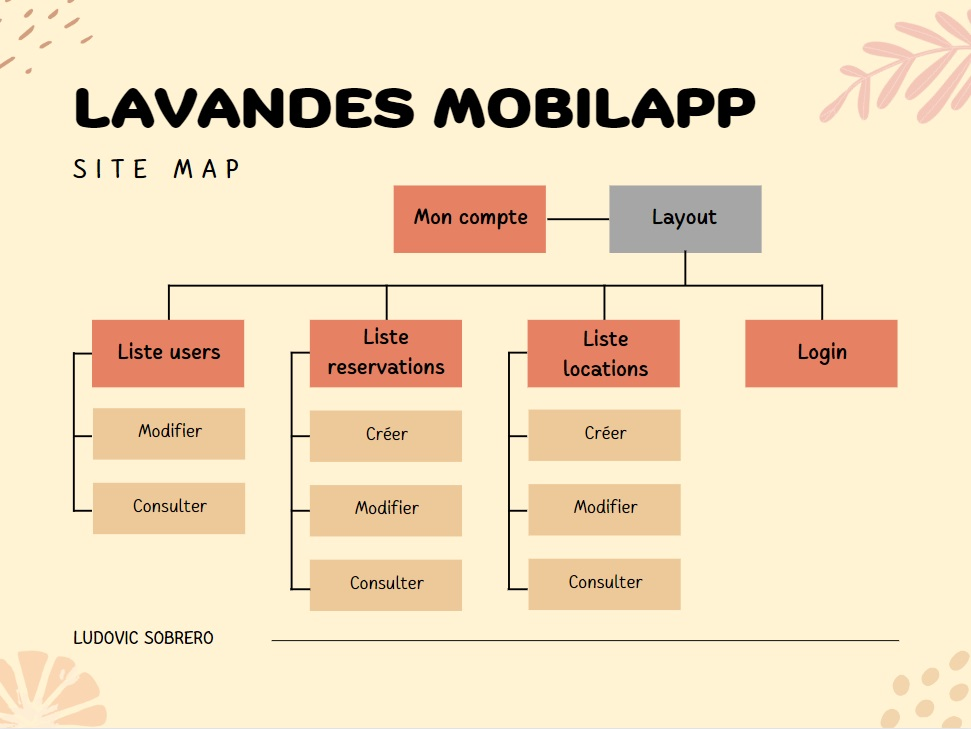 LAVANDES MOBILAPP
SITE MAP
Mon compte
Layout
Liste users
Liste
reservations
Liste
locations
Login
Modifier
Consulter
Créer
Modifier
Consulter
Créer
Modifier
Consulter
LUDOVIC SOBRERO